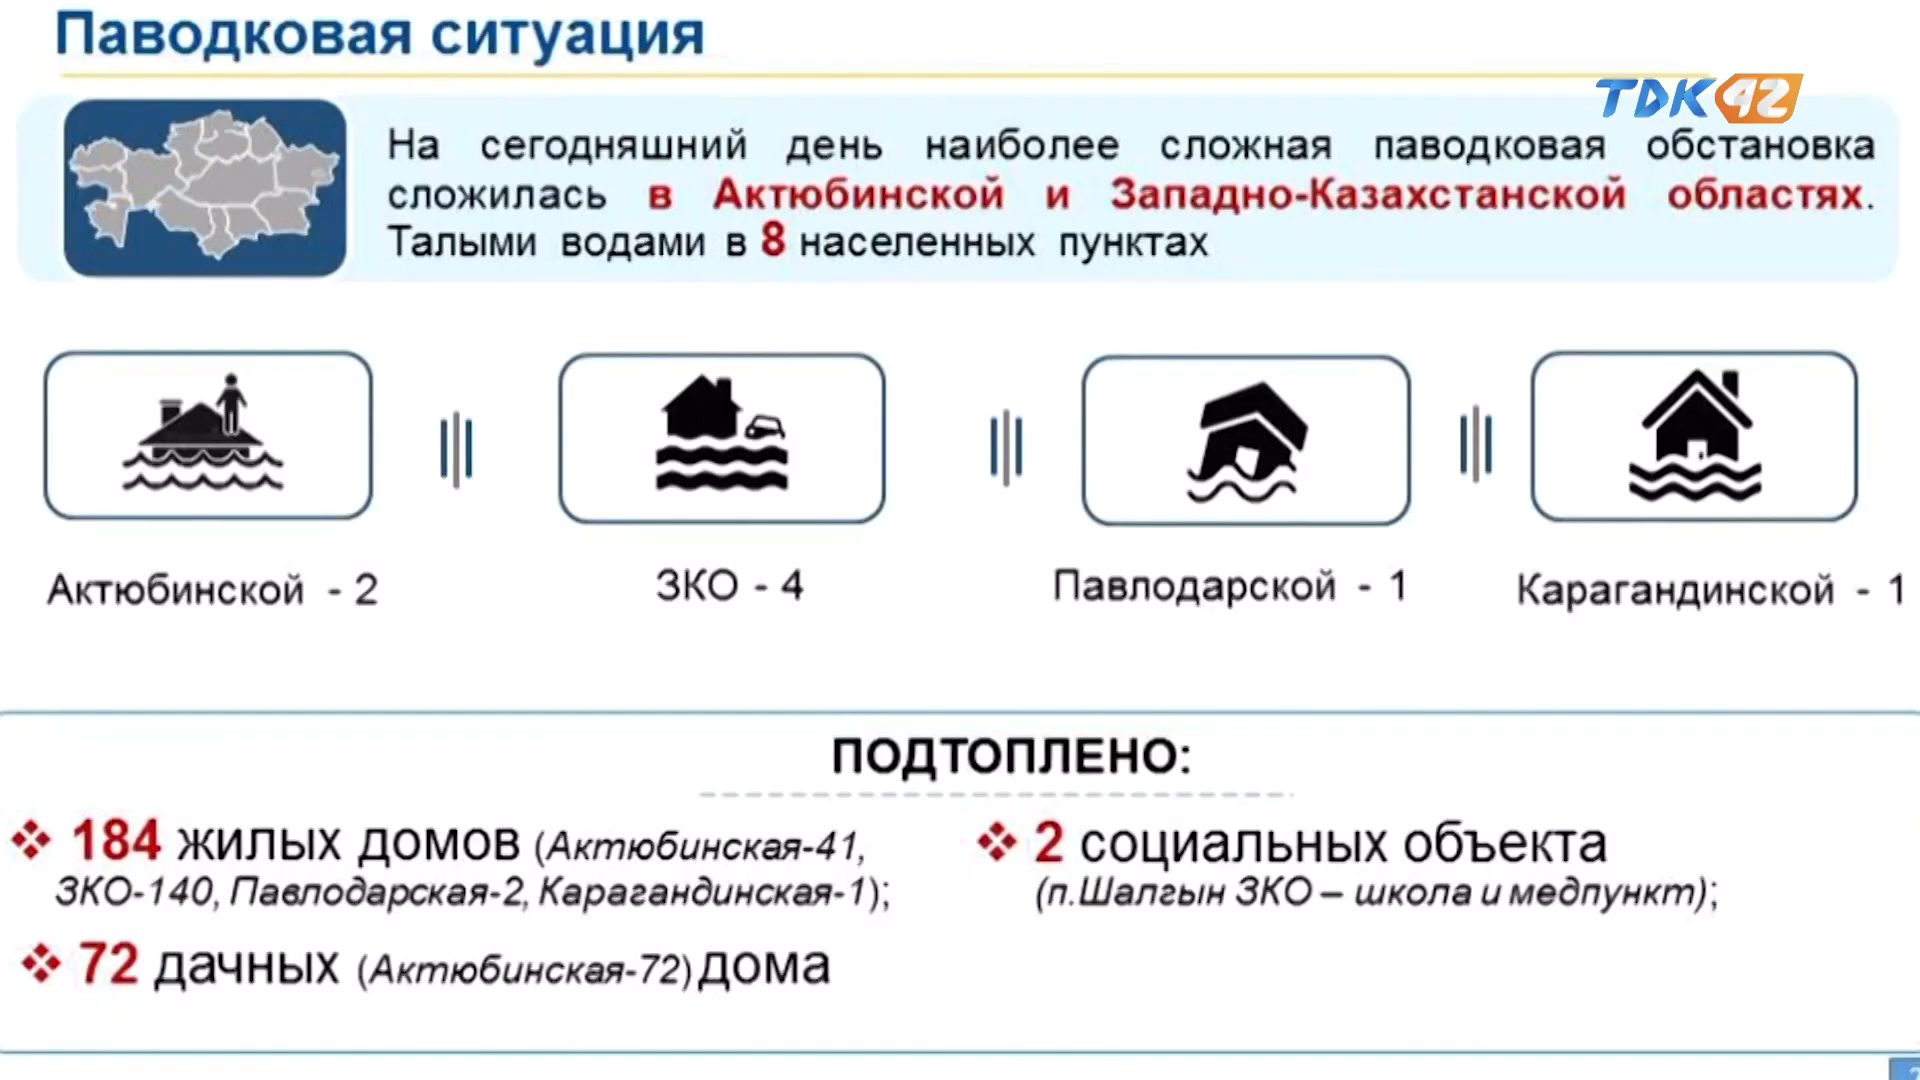 Паводковая ситуация
TDK42
На сегодняшний день наиболее сложная паводковая обстановка
сложилась в Актюбинской и Западно-Казахстанской областях.
Талыми водами в 8 населенных пунктах
Актюбинской - 2
ЗКО - 4
Павлодарской - 1
Карагандинской - 1
ПОДТОПЛЕНО:
184 жилых домов (Актюбинская-41,
ЗКО-140, Павлодарская-2, Карагандинская-1);
72 дачных (Актюбинская-72) дома
2 социальных объекта
(п.Шалгын ЗКО – школа и медпункт);